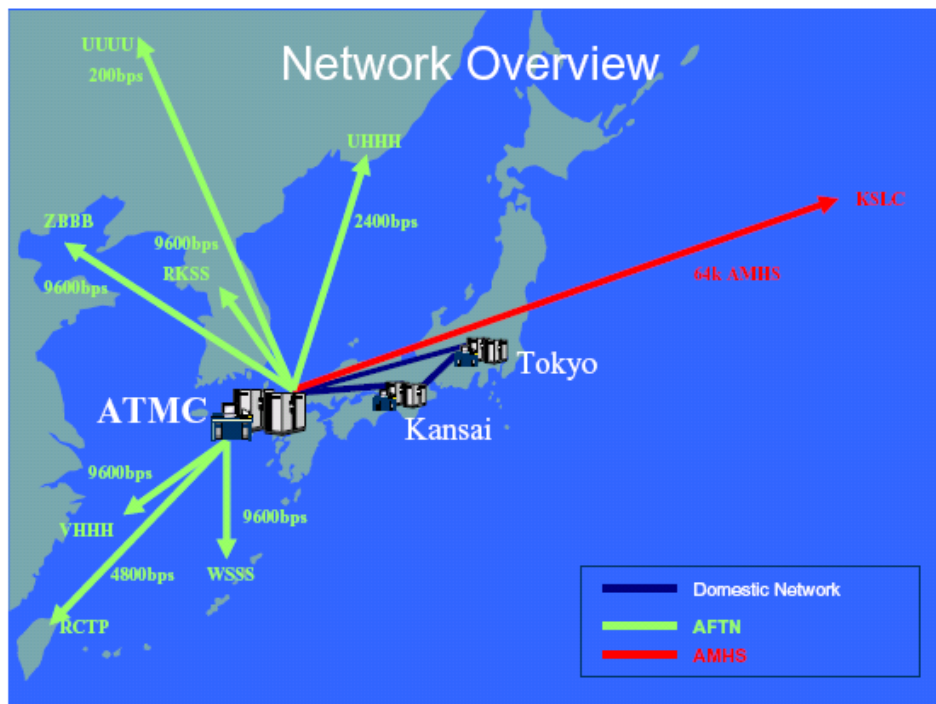 Network Overview
UUUU
200bps
UHHH
2400bps
KSLC
64k AMHS
ZBBB
9600bps
9600bps
RKSS
Tokyo
ATMC
Kansai
9600bps
VHHH
9600bps
4800bps
WSSS
RCTP
Domestic Network
AFTN
AMHS